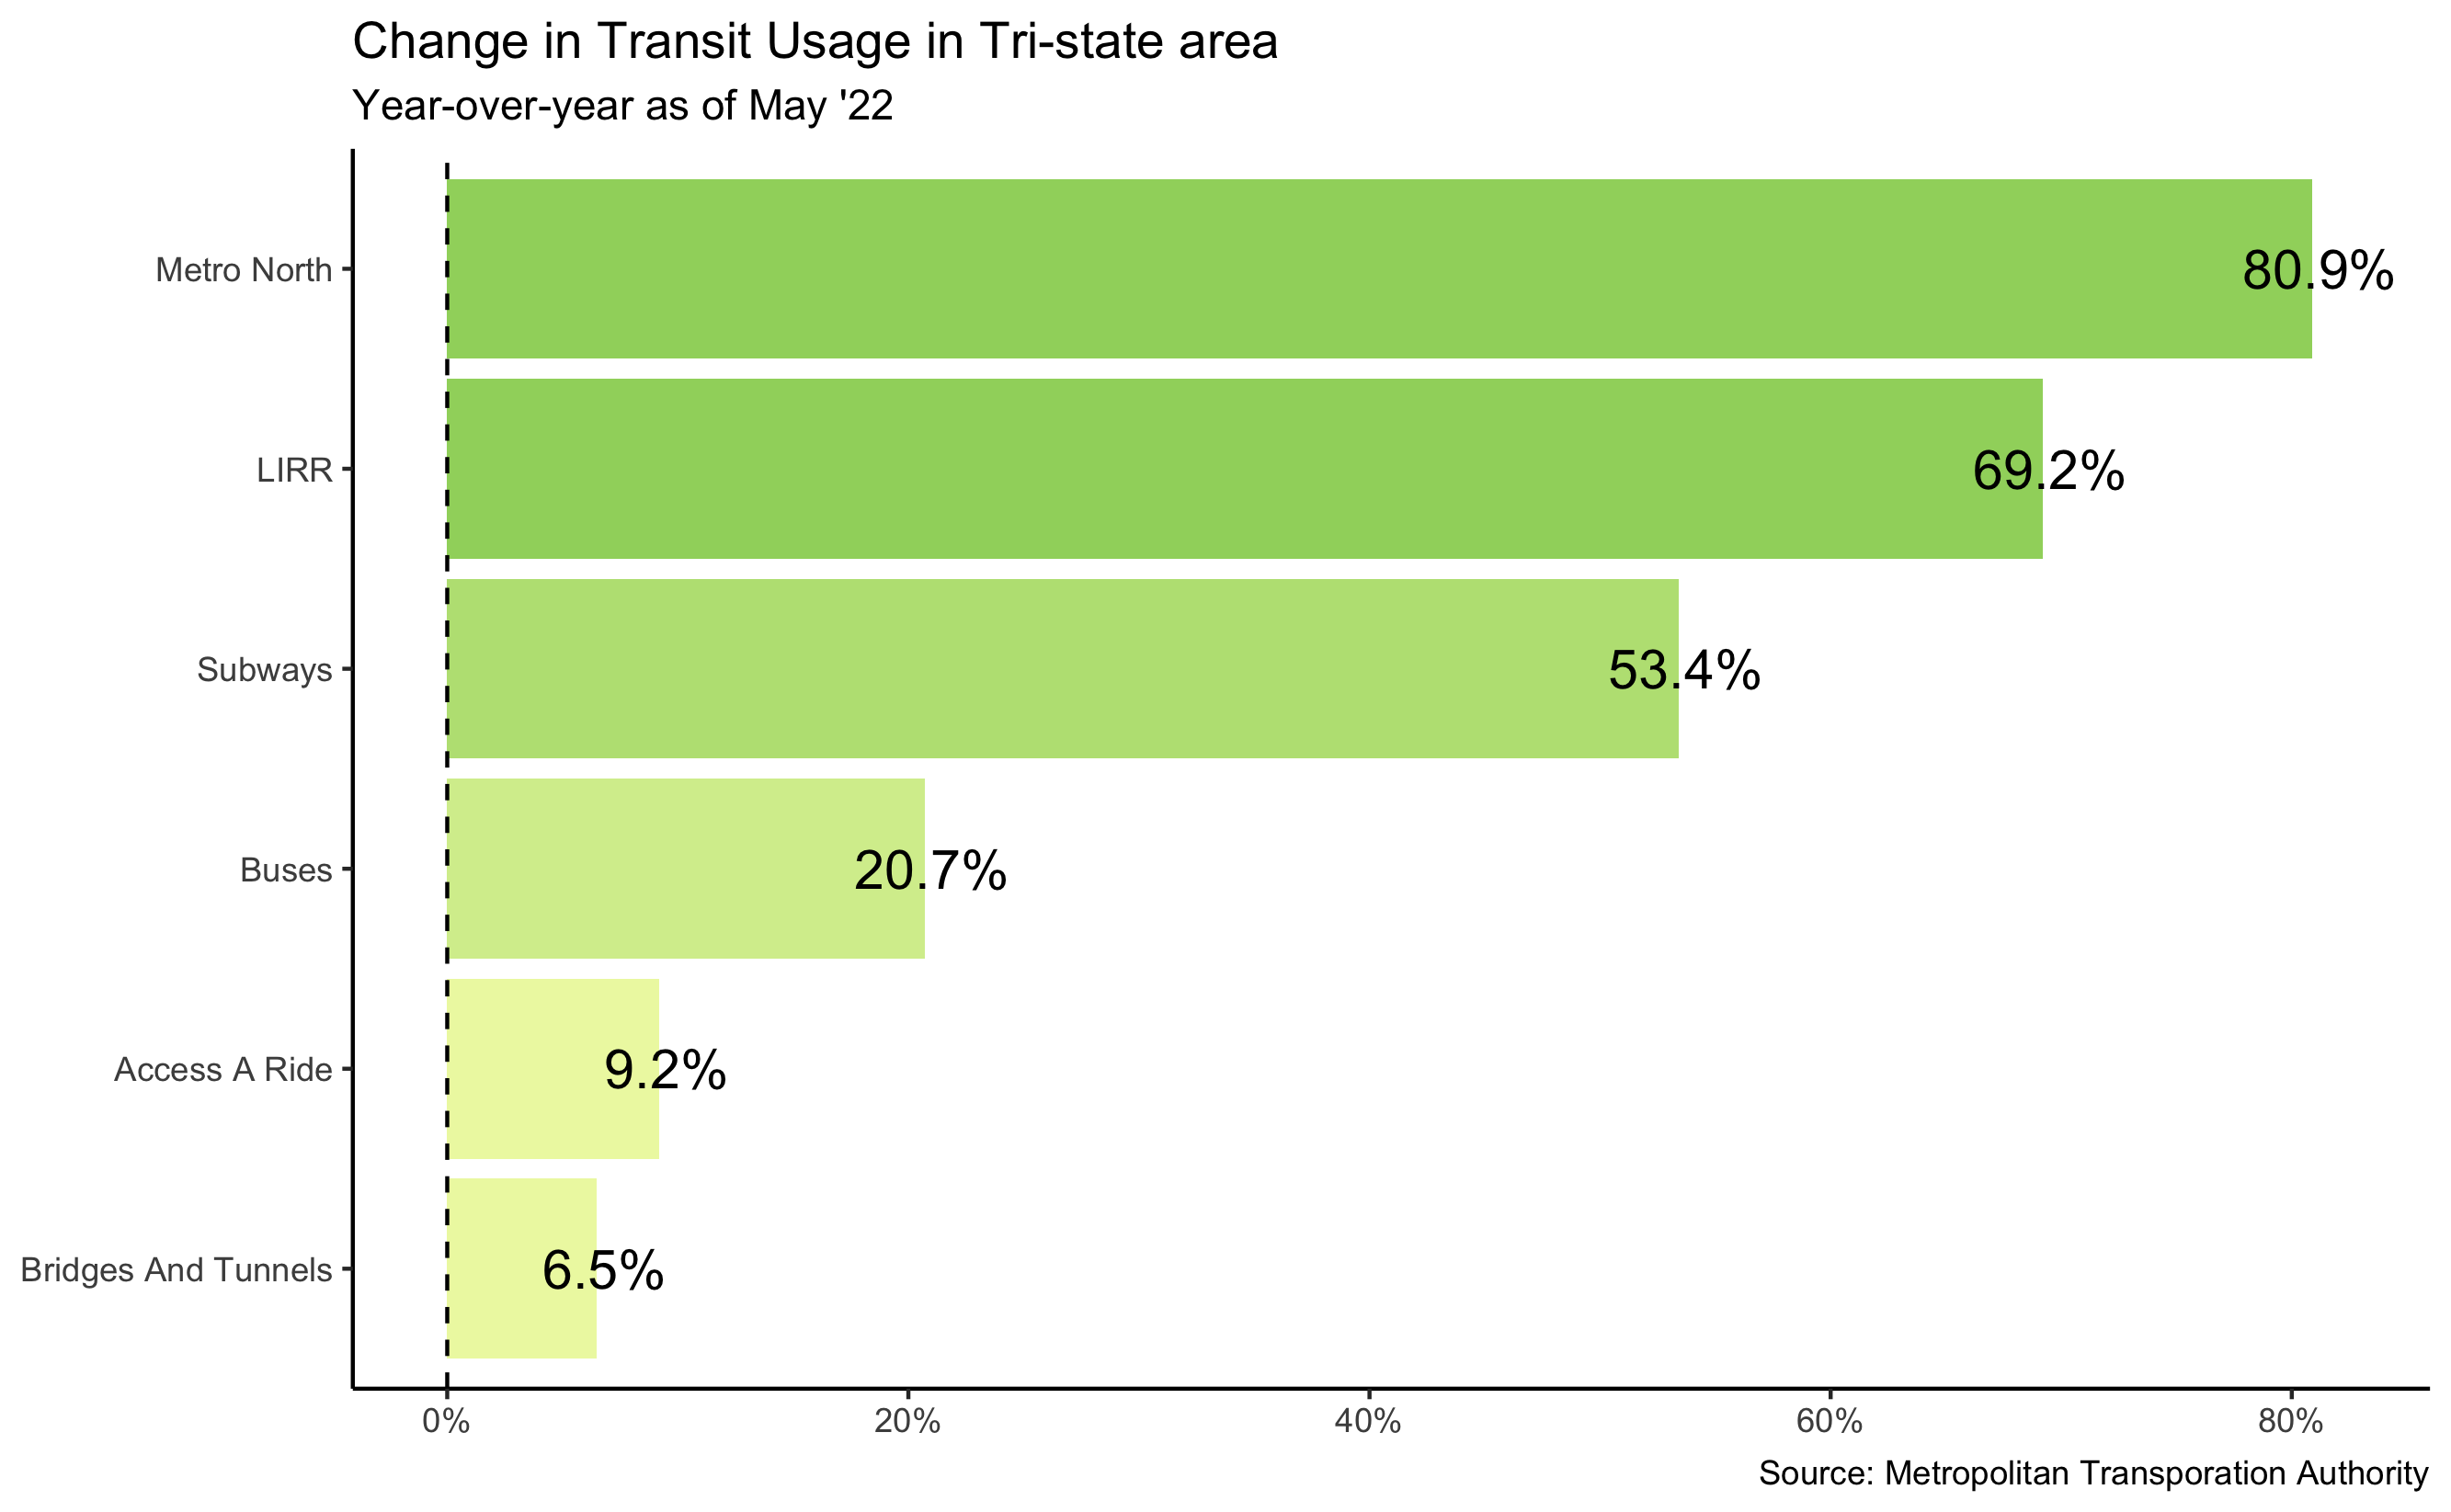 Change in Transit Usage in Tri-state area
Year-over-year as of May '22
Metro North
80.9%
LIRR
69.2%
Subways
53.4%
Buses
20.7%
Access A Ride
9.2%
Bridges And Tunnels
6.5%
0%
20%
40%
60%
80%
Source: Metropolitan Transporation Authority